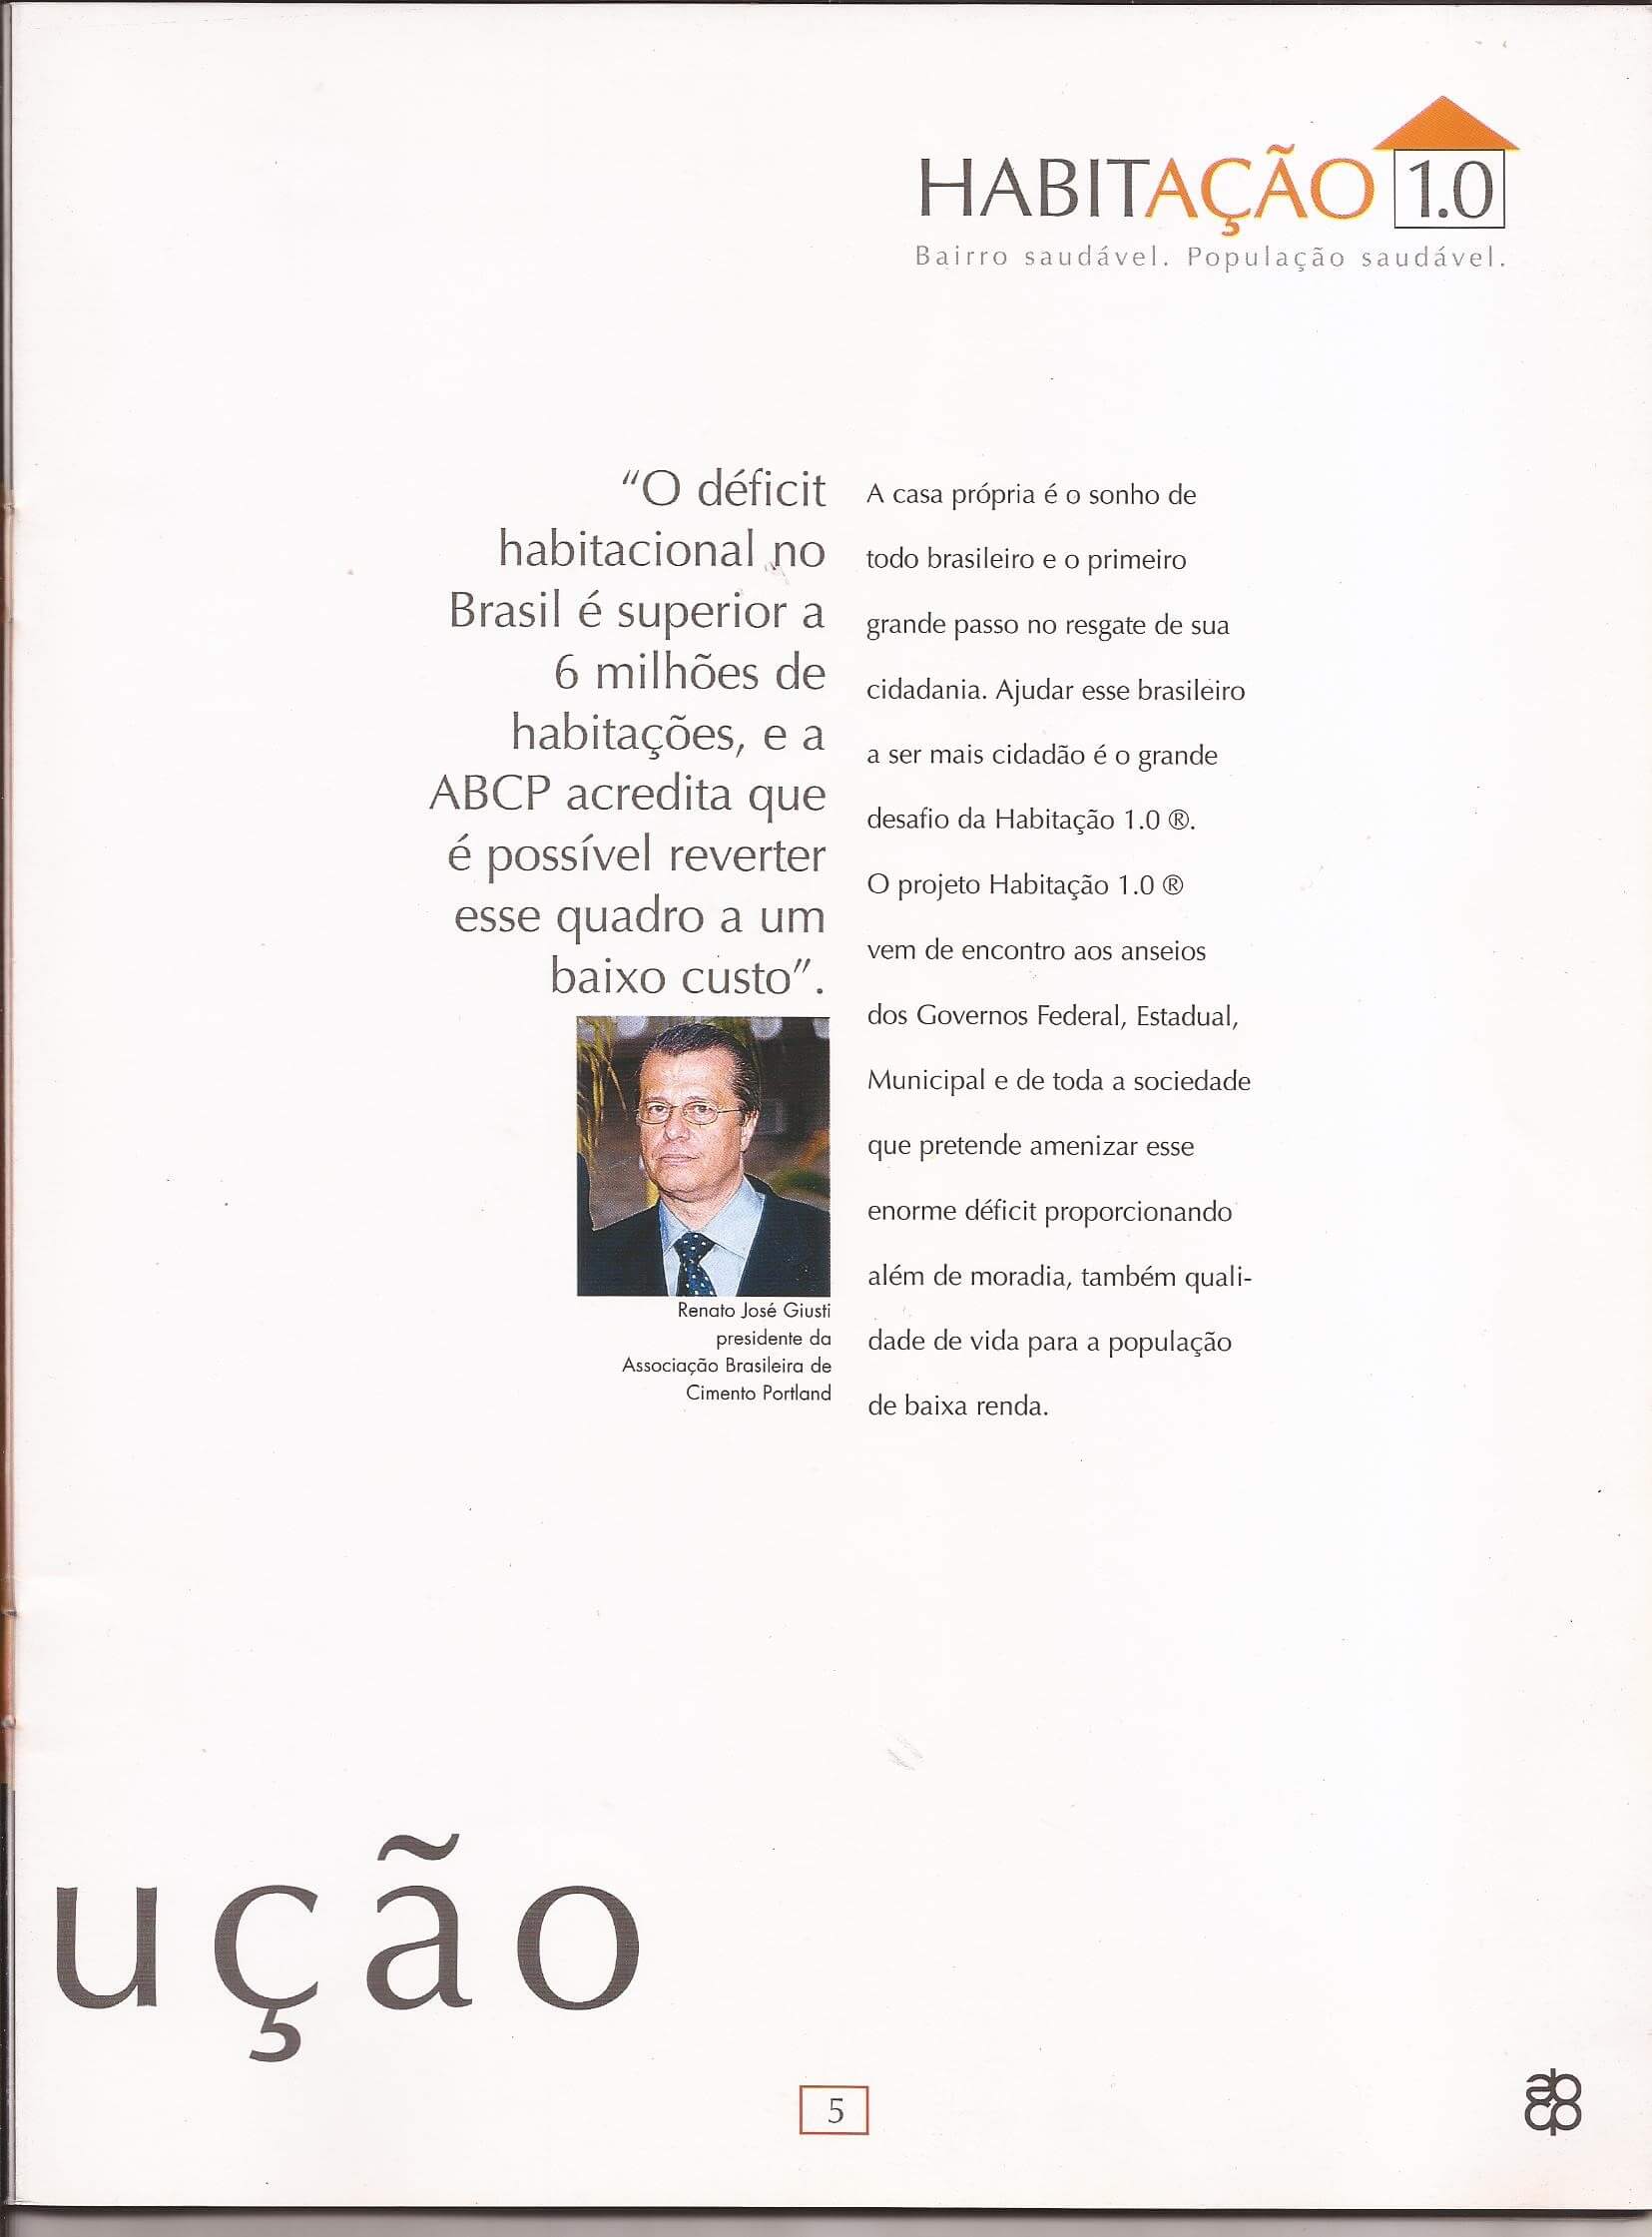 HABITAÇÃO 1.0
Bairro saudável. População saudável.
"O déficit
habitacional no
Brasil é superior a
6 milhões de
habitações, e a
ABCP acredita que
é possível reverter
esse quadro a um
baixo custo".
Renato José Giusti
presidente da
Associação Brasileira de
Cimento Portland
A casa própria é o sonho de
todo brasileiro e o primeiro
grande passo no resgate de sua
cidadania. Ajudar esse brasileiro
a ser mais cidadão é o grande
desafio da Habitação 1.0 ®.
O projeto Habitação 1.0 ®
vem de encontro aos anseios
dos Governos Federal, Estadual,
Municipal e de toda a sociedade
que pretende amenizar esse
enorme déficit proporcionando
além de moradia, também quali-
dade de vida para a população
de baixa renda.
ução
5
abcp